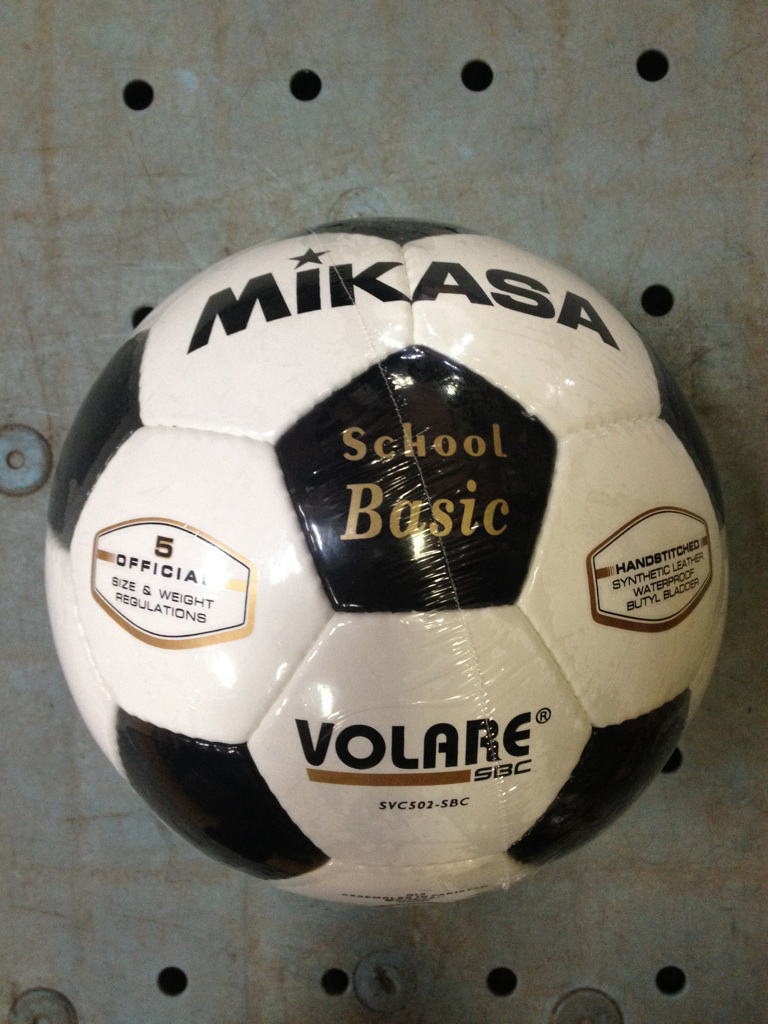 MiKASA
School
Basic
5
OFFICIAL
SIZE & WEIGHT
REGULATIONS
HANDSTITCHED
SYNTHETIC LEATHER
WATERPROOF
BUTYL BLADDER
VOLARE®
SBC
SVC502-SBC